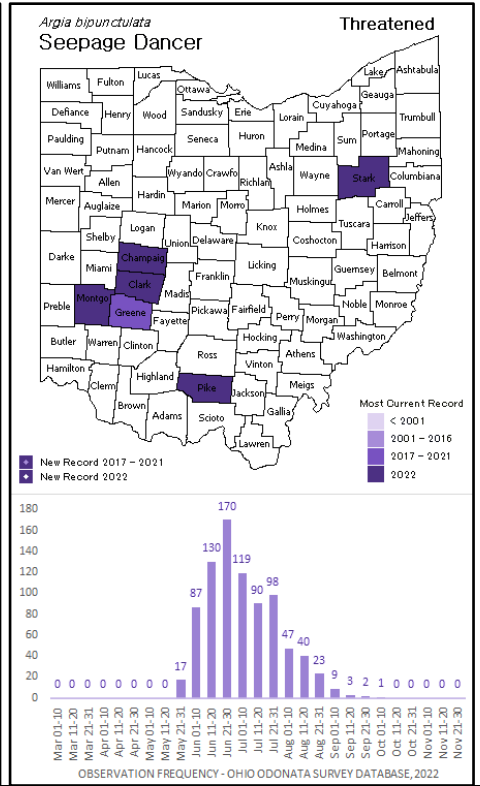 Argia bipunctulata
Threatened
Seepage Dancer
Williams Fulton Lucas Ottawa Lake Ashtabula
Geauga
Defiance Henry Wood Sandusky Erie Lorain Cuyahoga Trumbull
Paulding Putnam Hancock Seneca Huron Medina Sum Portage Mahoning
Van Wert Allen Wyando Crawfo Richlan Ashla Wayne Stark Columbiana
Mercer Auglaize Hardin Marion Morro Holmes Carroll Jeffers
Shelby Logan Union Delaware Knox Coshocton Tuscara Harrison
Darke Miami Champaig Franklin Licking Muskingu Guernsey Belmont
Clark Madis
Preble Montgo Greene Fayette Pickawa Fairfield Perry Morgan Noble Monroe
Butler Warren Clinton Ross Hocking Athens Washington
Hamilton Clerm Highland Vinton Meigs
Pike Jackson
Brown Adams Scioto Gallia
Lawren
Most Current Record
< 2001
2001 – 2016
2017 – 2021
2022
New Record 2017 – 2021
New Record 2022
180
160
140
120
100
80
60
40
20
0
0 0 0 0 0 0 0 17 87 130 170 119 90 98 47 40 23 9 3 2 1 0 0 0 0
Mar 01-10
Mar 11-20
Mar 21-31
Apr 01-10
Apr 11-20
Apr 21-30
May 01-10
May 11-20
May 21-31
Jun 01-10
Jun 11-20
Jun 21-30
Jul 01-10
Jul 11-20
Jul 21-31
Aug 01-10
Aug 11-20
Aug 21-31
Sep 01-10
Sep 11-20
Sep 21-30
Oct 01-10
Oct 11-20
Oct 21-31
Nov 01-10
Nov 11-20
Nov 21-30
OBSERVATION FREQUENCY - OHIO ODONATA SURVEY DATABASE, 2022